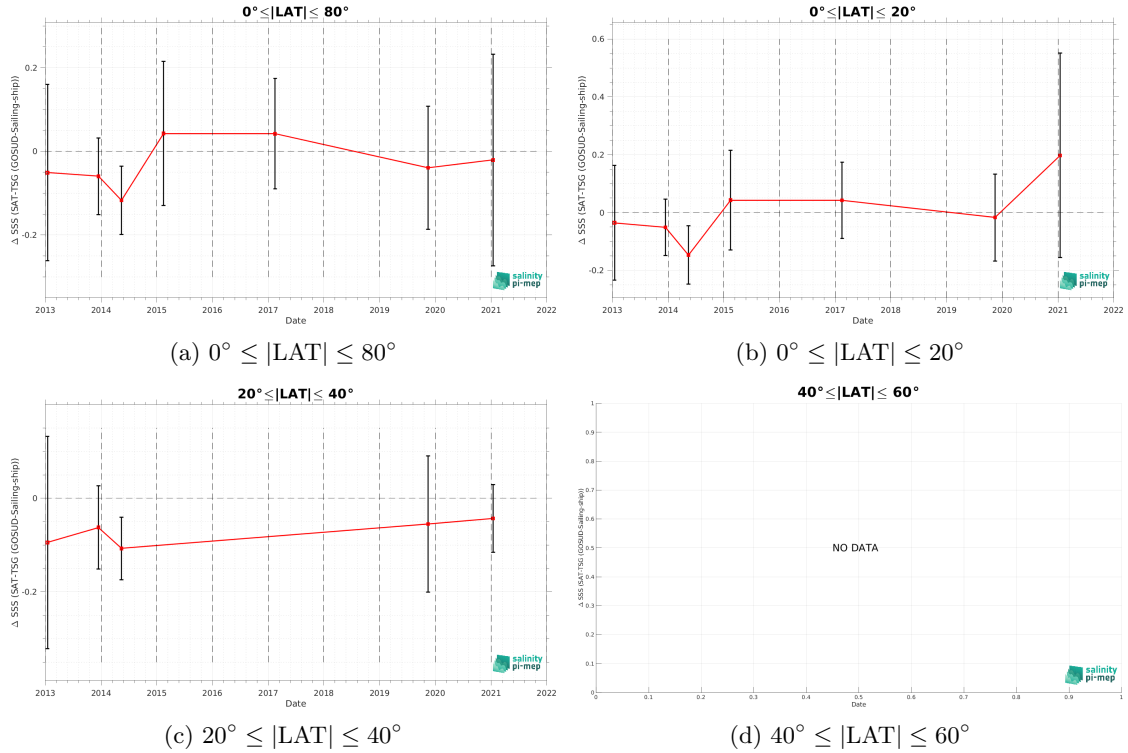 0°≤|LAT|≤ 80°
Δ SSS (SAT-TSG (GOSUD-Sailing-ship))
0.2
0
-0.2
2013 2014 2015 2016 2017 2018 2019 2020 2021 2022
Date
salinity
pi-mep
(a) 0° ≤ |LAT| ≤ 80°
0°≤|LAT|≤ 20°
Δ SSS (SAT-TSG (GOSUD-Sailing-ship))
0.6
0.4
0.2
0
-0.2
2013 2014 2015 2016 2017 2018 2019 2020 2021 2022
Date
salinity
pi-mep
(b) 0° ≤ |LAT| ≤ 20°
20°≤|LAT|≤ 40°
Δ SSS (SAT-TSG (GOSUD-Sailing-ship))
0
-0.2
2013 2014 2015 2016 2017 2018 2019 2020 2021 2022
Date
salinity
pi-mep
(c) 20° ≤ |LAT| ≤ 40°
40°≤|LAT|≤ 60°
Δ SSS (SAT-TSG (GOSUD-Sailing-ship))
1
0.9
0.8
0.7
0.6
0.5
0.4
0.3
0.2
0.1
0
NO DATA
0 0.1 0.2 0.3 0.4 0.5 0.6 0.7 0.8 0.9 1
Date
salinity
pi-mep
(d) 40° ≤ |LAT| ≤ 60°